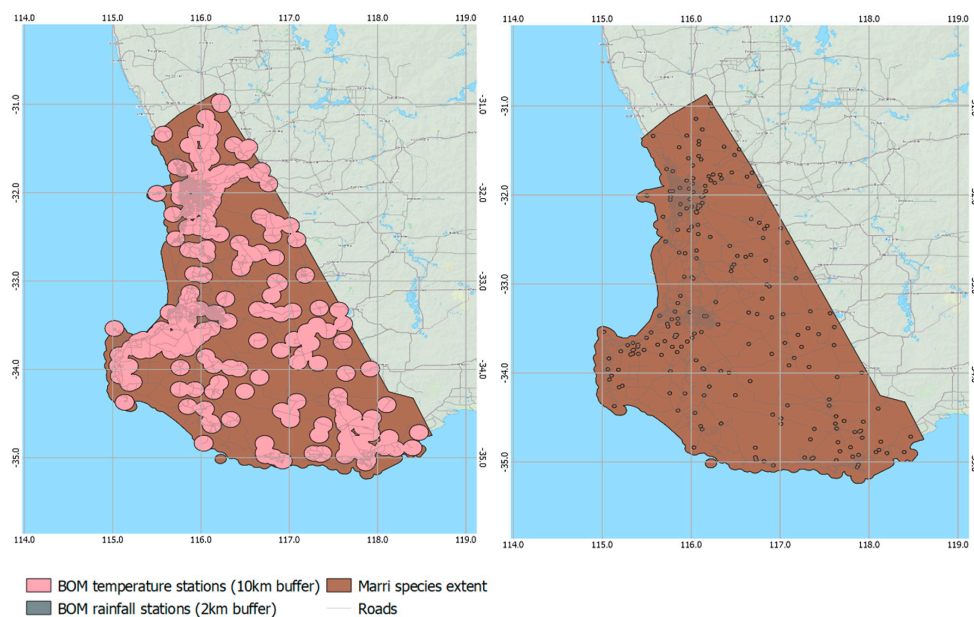 114.0 115.0 116.0 117.0 118.0 119.0
-31.0 -31.0
-32.0 -32.0
-33.0 -33.0
-34.0 -34.0
-35.0 -35.0
114.0 115.0 116.0 117.0 118.0 119.0
114.0 115.0 116.0 117.0 118.0 119.0
-31.0
-32.0
-33.0
-34.0
-35.0
114.0 115.0 116.0 117.0 118.0 119.0
BOM temperature stations (10km buffer) Marri species extent
BOM rainfall stations (2km buffer) Roads